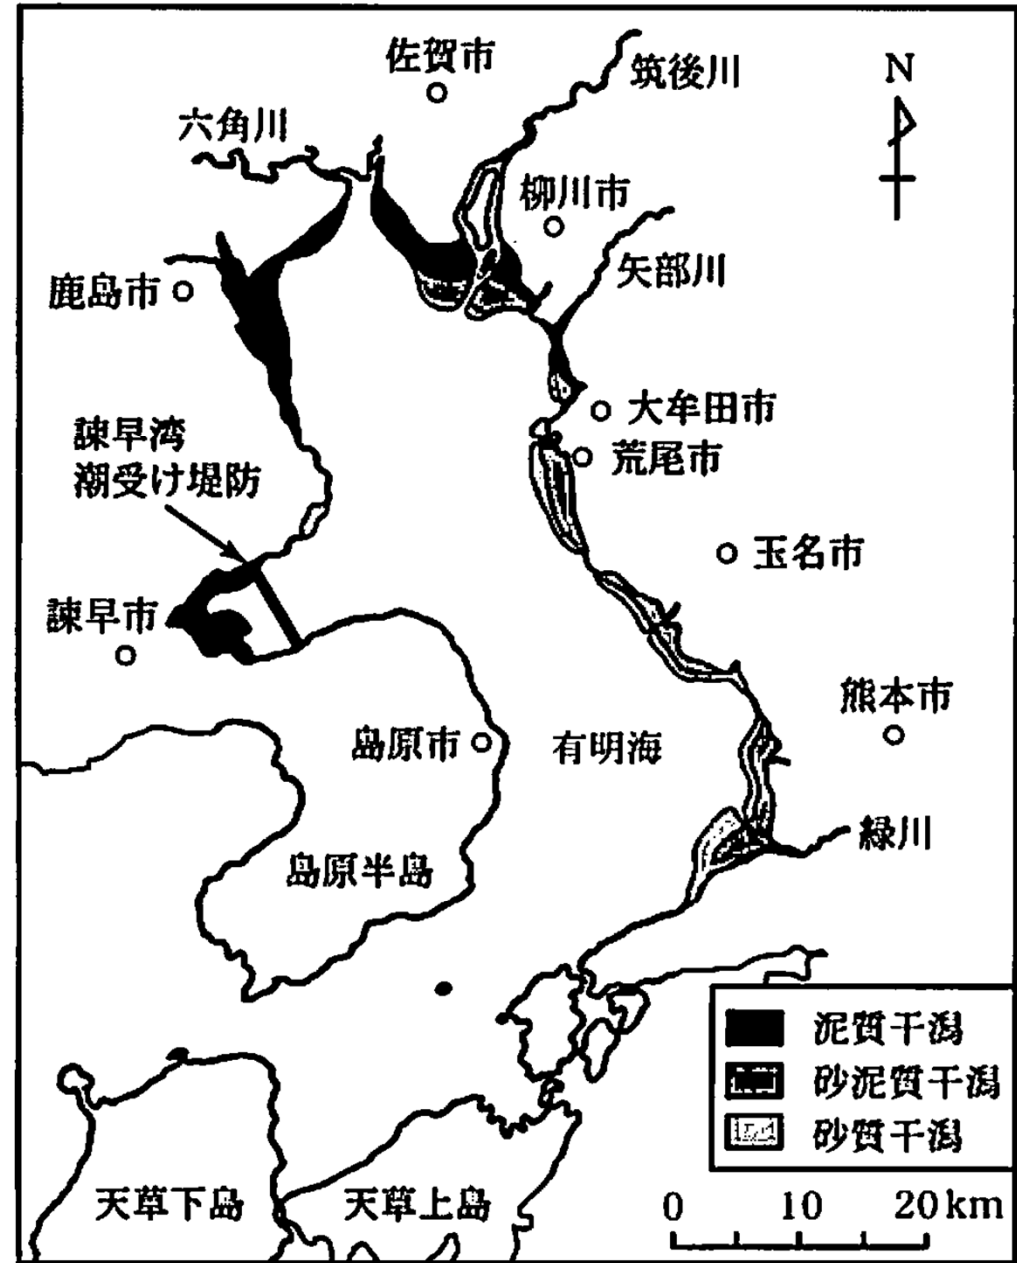 佐賀市
筑後川
N
六角川
柳川市
矢部川
鹿島市
大牟田市
諫早湾
潮受け堤防
荒尾市
玉名市
諫早市
熊本市
島原市
有明海
緑川
島原半島
泥質干潟
砂泥質干潟
砂質干潟
天草下島
天草上島
0 10 20km